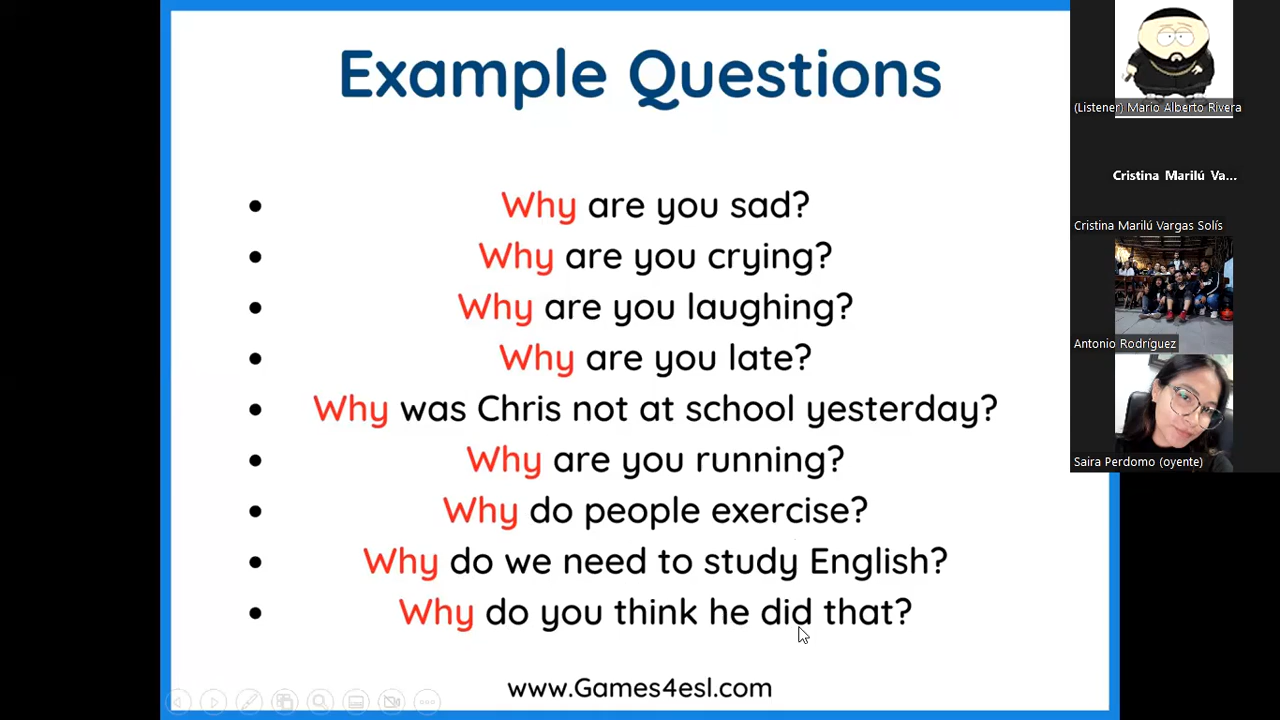 Example Questions
• Why are you sad?
• Why are you crying?
• Why are you laughing?
• Why are you late?
• Why was Chris not at school yesterday?
• Why are you running?
• Why do people exercise?
• Why do we need to study English?
• Why do you think he did that?
www.Games4esl.com
(Listener) Mario Alberto Rivera
Cristina Marilú Va...
Cristina Marilú Vargas Solís
Antonio Rodríguez
Saira Perdomo (oyente)